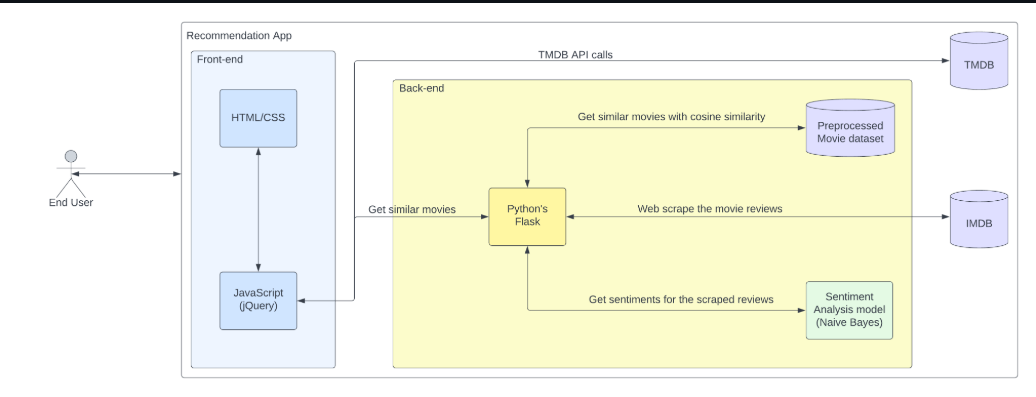 Recommendation App
Front-end
TMDB API calls
TMDB
Back-end
HTML/CSS
Get similar movies with cosine similarity
Preprocessed
Movie dataset
End User
Get similar movies
Python's
Flask
Web scrape the movie reviews
IMDB
JavaScript
(jQuery)
Get sentiments for the scraped reviews
Sentiment
Analysis model
(Naive Bayes)